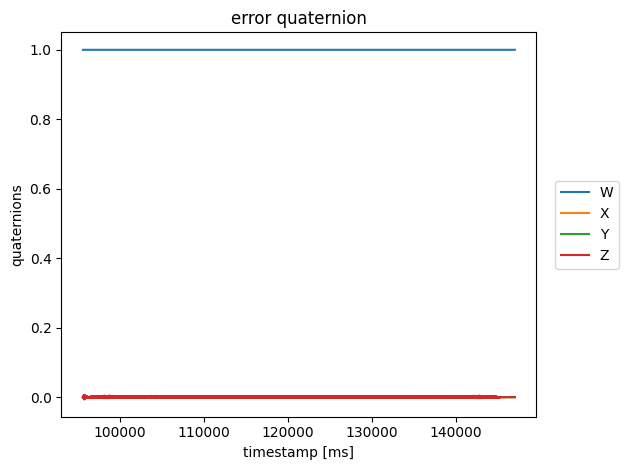 error quaternion
1.0
0.8
0.6
0.4
0.2
0.0
quaternions
100000 110000 120000 130000 140000
timestamp [ms]
W
X
Y
Z